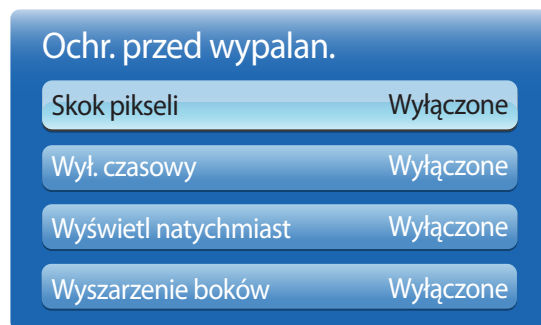 Ochr. przed wypalan.
Skok pikseli Wyłączone
Wył. czasowy Wyłączone
Wyświetl natychmiast Wyłączone
Wyszarzenie boków Wyłączone